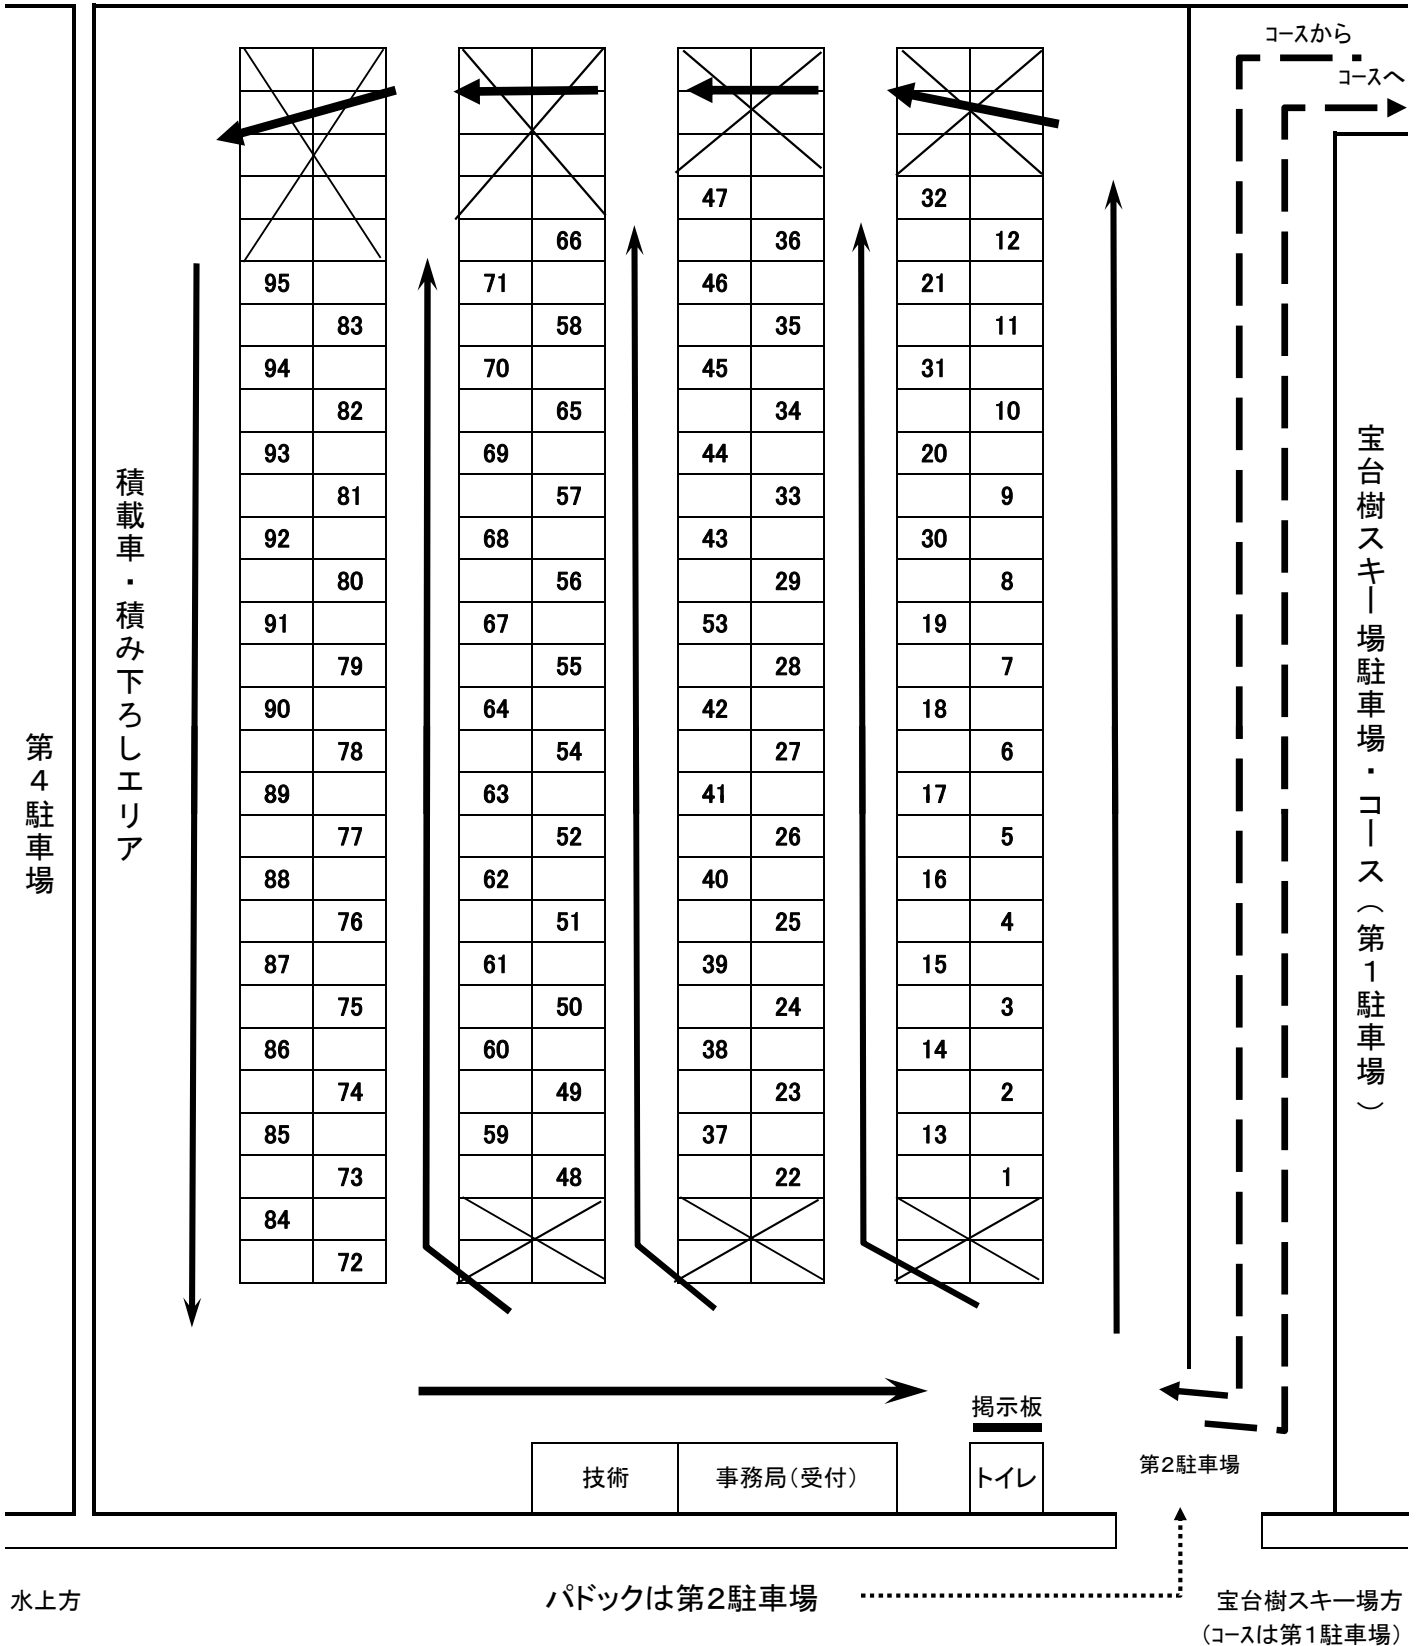 コースから
コースへ
47 32
66 36 12
95 71 46 21
83 58 35 11
94 70 45 31
82 65 34 10
93 69 44 20
81 57 33 9
92 68 43 30
80 56 29 8
91 67 53 19
79 55 28 7
90 64 42 18
78 54 27 6
89 63 41 17
77 52 26 5
88 62 40 16
76 51 25 4
87 61 39 15
75 50 24 3
86 60 38 14
74 49 23 2
85 59 37 13
73 48 22 1
84
72
第4駐車場
積載車・積み下ろしエリア
宝台樹スキー場駐車場・コース(第1駐車場)
掲示板
技術 事務局(受付) トイレ
第2駐車場
水上方
パドックは第2駐車場
宝台樹スキー場方
(コースは第1駐車場)